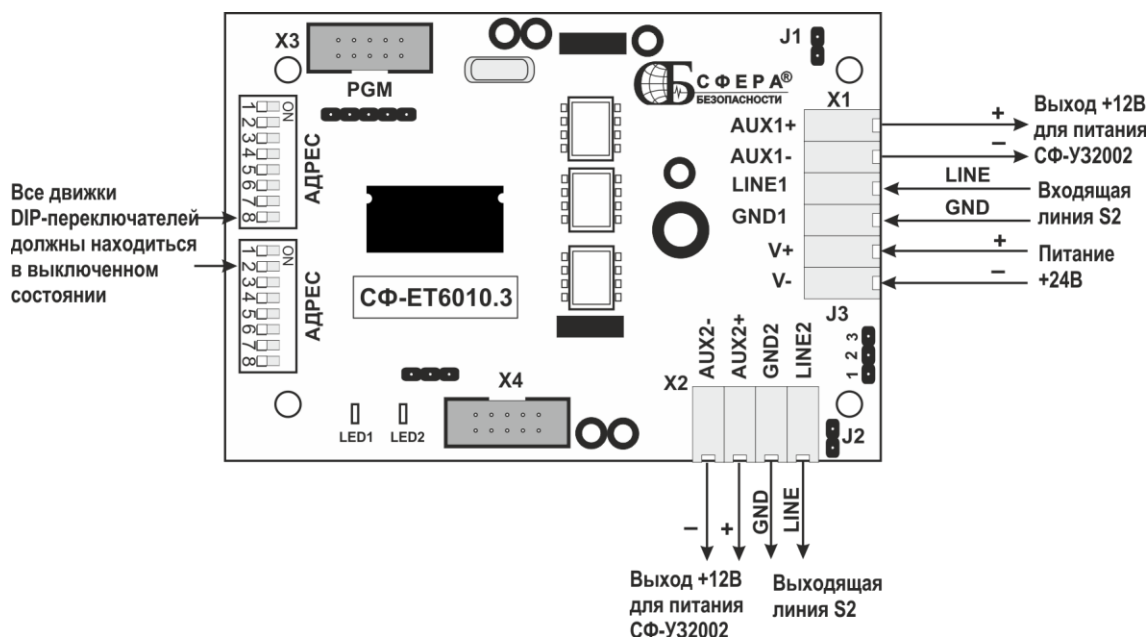 X3
PGM
J1
СФЕРА®
БЕЗОПАСНОСТИ
X1
AUX1+
AUX1-
LINE1
GND1
V+
V-
+
Выход +12В
для питания
СФ-УЗ2002
−
LINE
GND
Входящая
линия S2
+
Питание
+24В
−
ON
1
2
3
4
5
6
7
8
АДРЕС
Все движки
DIP-переключателей
должны находиться
в выключенном
состоянии
ON
1
2
3
4
5
6
7
8
АДРЕС
СФ-ЕТ6010.3
J3
1 2 3
X2
AUX2-
AUX2+
GND2
LINE2
J2
X4
LED1
LED2
−
+
GND
LINE
Выход +12В
для питания
СФ-УЗ2002
Выходящая
линия S2